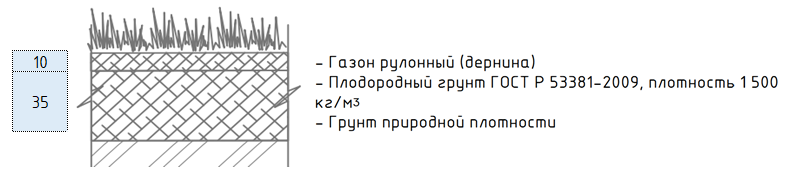 10
35
– Газон рулонный (дернина)
– Плодородный грунт ГОСТ Р 53381–2009, плотность 1 500
кг/м³
– Грунт природной плотности